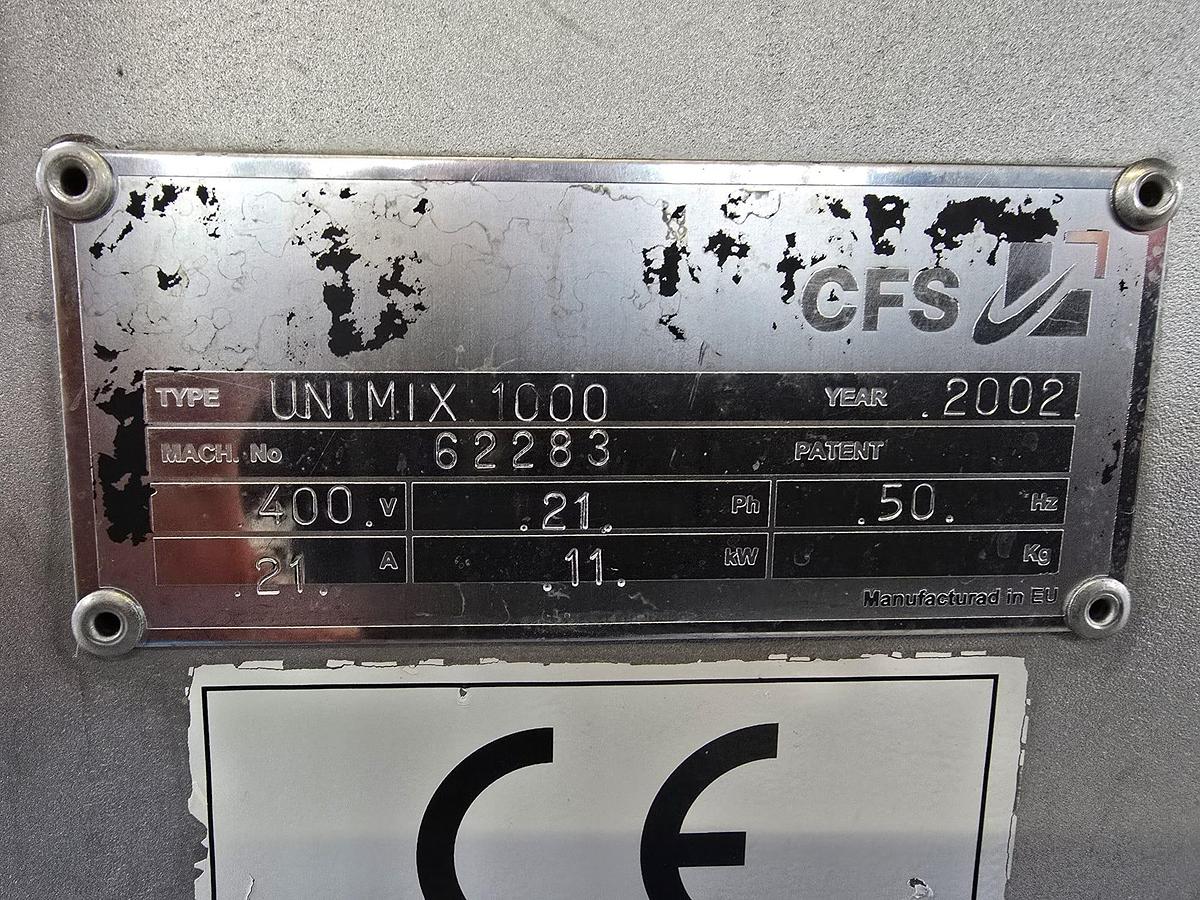 CFS
TYPE UNIMIX 1000 YEAR .2002.
MACH. No 62283 PATENT
.400. V .21. Ph .50. Hz
.21. A .11. kW Kg
Manufacturad in EU
CE